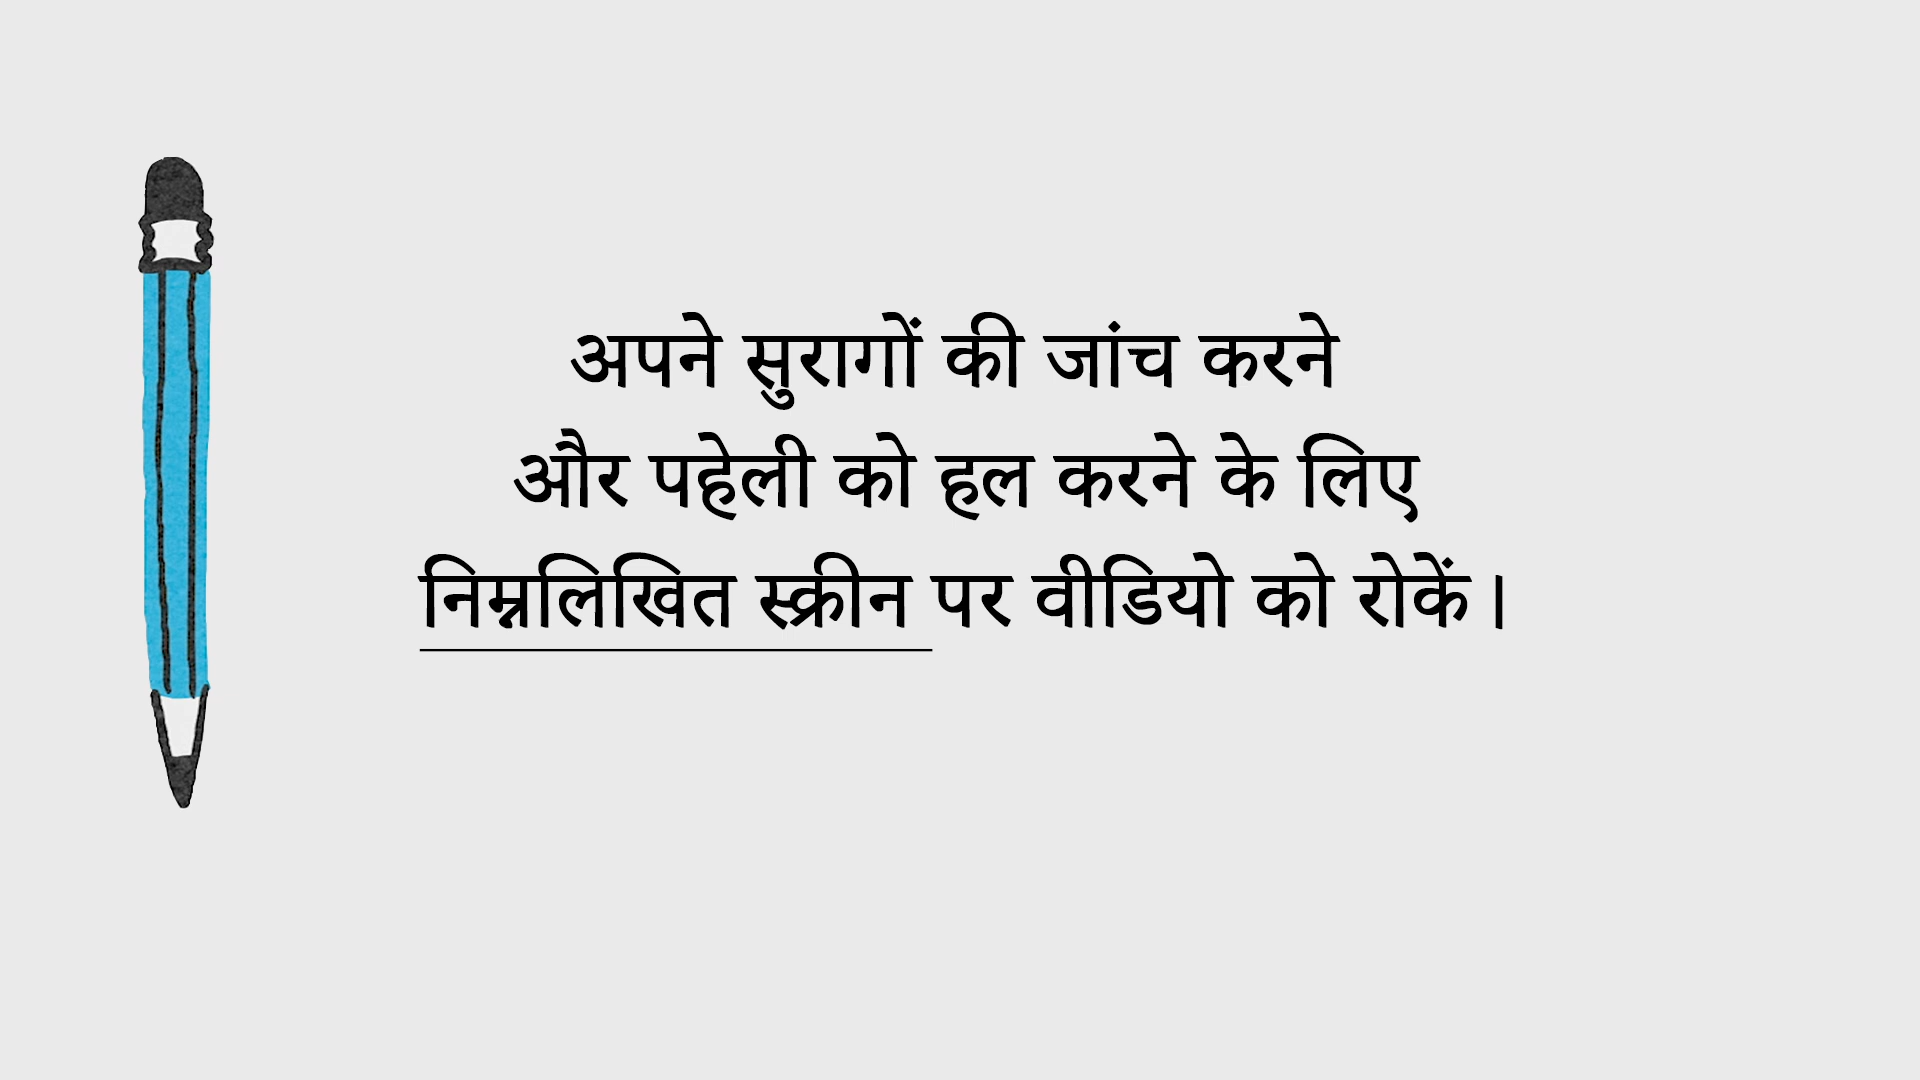 अपने सुरागों की जांच करने
और पहेली को हल करने के लिए
निम्नलिखित स्क्रीन पर वीडियो को रोकें।